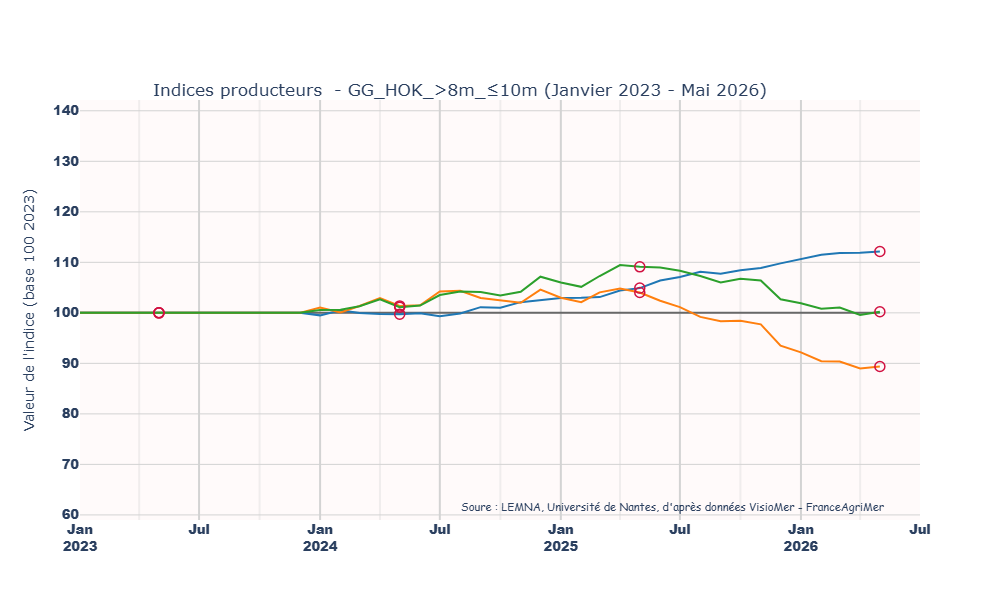 Indices producteurs - GG_HOK_>8m_≤10m (Janvier 2023 - Mai 2026)
Valeur de l'indice (base 100 2023)
140
130
120
110
100
90
80
70
60
Soure : LEMNA, Université de Nantes, d'après données VisioMer - FranceAgriMer
Jan Jul Jan Jul Jan Jul Jan Jul
2023 2024 2025 2026